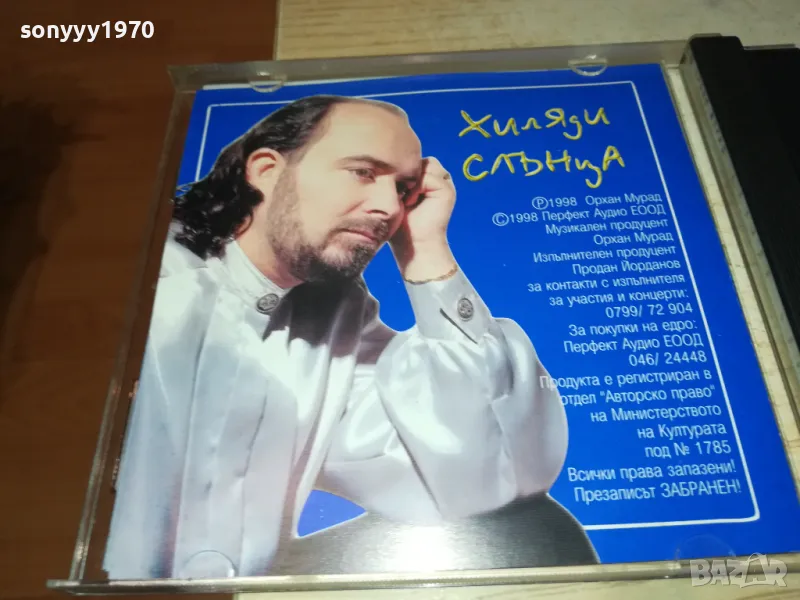 sonyyy1970
Хиляди
Слънца
Ⓟ1998 Орхан Мурад
©1998 Перфект Аудио ЕООД
Музикален продуцент
Орхан Мурад
Изпълнителен продуцент
Продан Йорданов
за контакти с изпълнителя
за участия и концерти:
0799/ 72 904
За покупки на едро:
Перфект Аудио ЕООД
046/ 24448
Продукта е регистриран в
отдел "Авторско право"
на Министерството
на Културата
под № 1785
Всички права запазени!
Презаписът ЗАБРАНЕН!
BAZAR